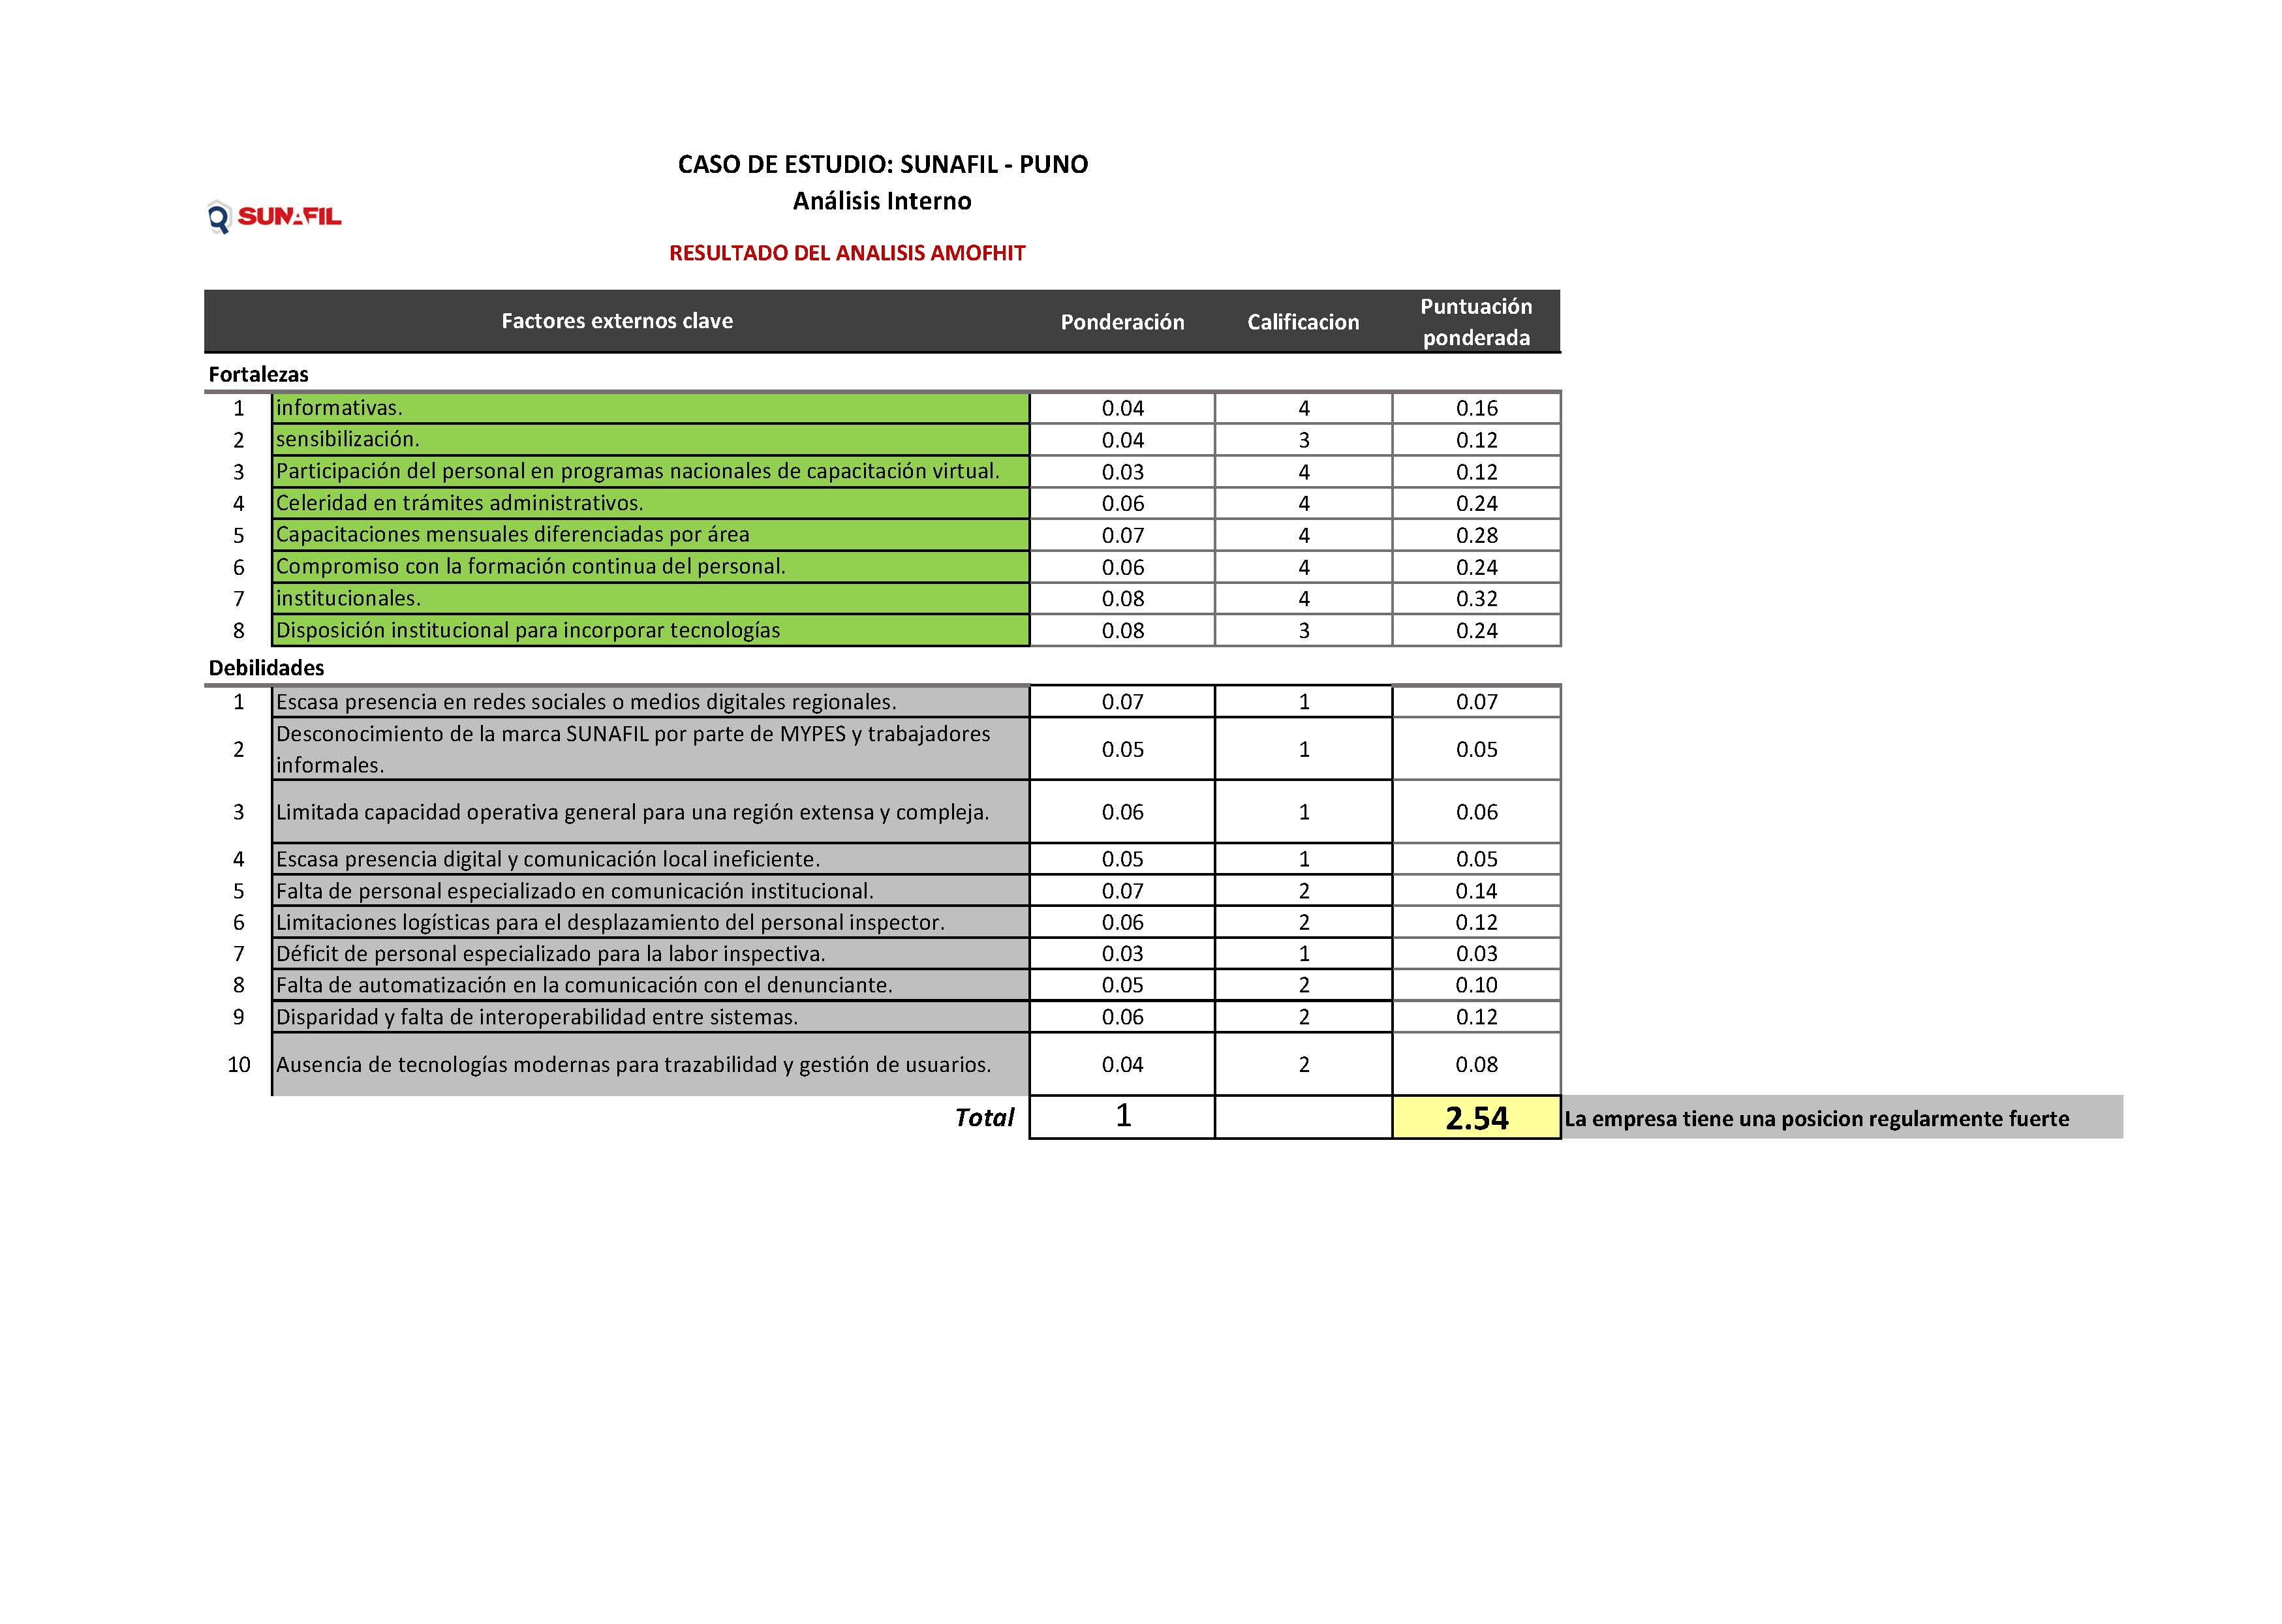 CASO DE ESTUDIO: SUNAFIL - PUNO
Análisis Interno
SUNAFIL
RESULTADO DEL ANALISIS AMOFHIT
Factores externos clave Ponderación Calificacion Puntuación ponderada
Fortalezas
1 informativas. 0.04 4 0.16
2 sensibilización. 0.04 3 0.12
3 Participación del personal en programas nacionales de capacitación virtual. 0.03 4 0.12
4 Celeridad en trámites administrativos. 0.06 4 0.24
5 Capacitaciones mensuales diferenciadas por área 0.07 4 0.28
6 Compromiso con la formación continua del personal. 0.06 4 0.24
7 institucionales. 0.08 4 0.32
8 Disposición institucional para incorporar tecnologías 0.08 3 0.24
Debilidades
1 Escasa presencia en redes sociales o medios digitales regionales. 0.07 1 0.07
2 Desconocimiento de la marca SUNAFIL por parte de MYPES y trabajadores
informales. 0.05 1 0.05
3 Limitada capacidad operativa general para una región extensa y compleja. 0.06 1 0.06
4 Escasa presencia digital y comunicación local ineficiente. 0.05 1 0.05
5 Falta de personal especializado en comunicación institucional. 0.07 2 0.14
6 Limitaciones logísticas para el desplazamiento del personal inspector. 0.06 2 0.12
7 Déficit de personal especializado para la labor inspectiva. 0.03 1 0.03
8 Falta de automatización en la comunicación con el denunciante. 0.05 2 0.10
9 Disparidad y falta de interoperabilidad entre sistemas. 0.06 2 0.12
10 Ausencia de tecnologías modernas para trazabilidad y gestión de usuarios. 0.04 2 0.08
Total 1 2.54 La empresa tiene una posicion regularmente fuerte